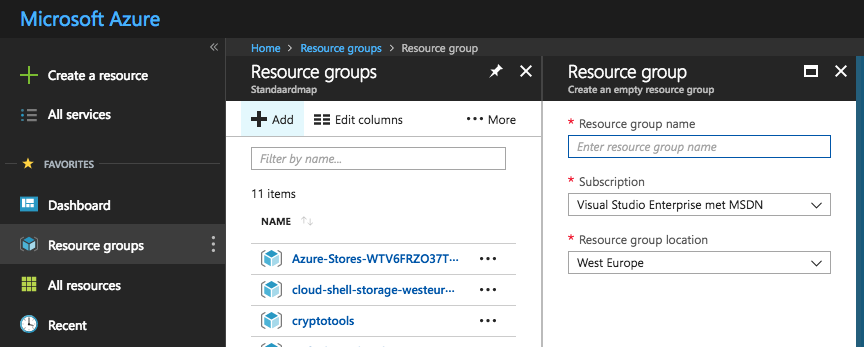 Microsoft Azure
Create a resource
All services
FAVORITES
Dashboard
Resource groups
All resources
Recent
Home > Resource groups > Resource group
Resource groups
Standaardmap
Add
Edit columns
More
Filter by name...
11 items
NAME
Azure-Stores-WTV6FRZO37T···
cloud-shell-storage-westeur···
cryptotools
Resource group
Create an empty resource group
* Resource group name
Enter resource group name
* Subscription
Visual Studio Enterprise met MSDN
* Resource group location
West Europe